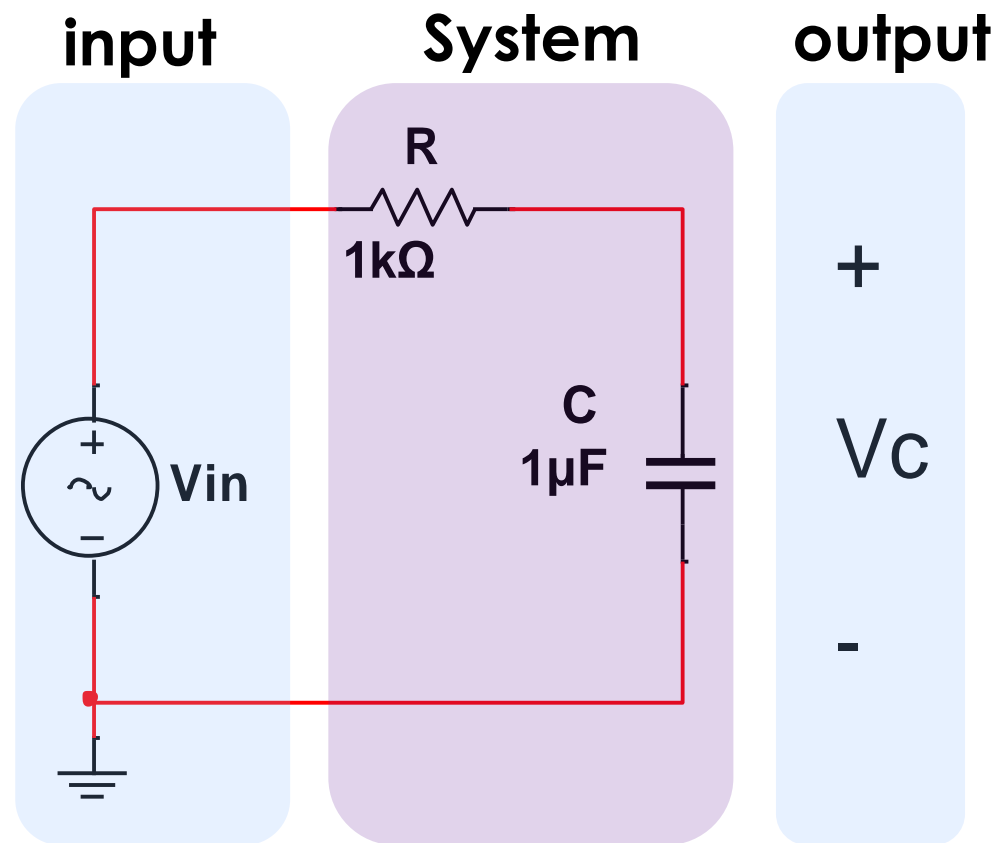 input
System
output
R
1kΩ
+
C
1µF
Vc
+
Vin
−
-